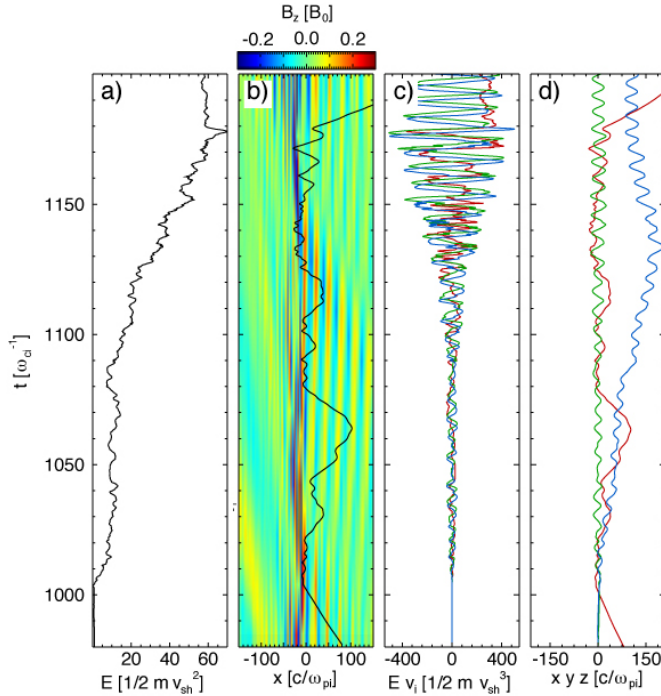 B_z [B_0]
-0.2 0.0 0.2
a) b) c) d)
1150
1100
1050
1000
t [ω_ci^-1]
20 40 60 -100 0 100 -400 0 400 -150 0 150
E [1/2 m v_sh^2] x [c/ω_pi] E v_i [1/2 m v_sh^3] x y z [c/ω_pi]